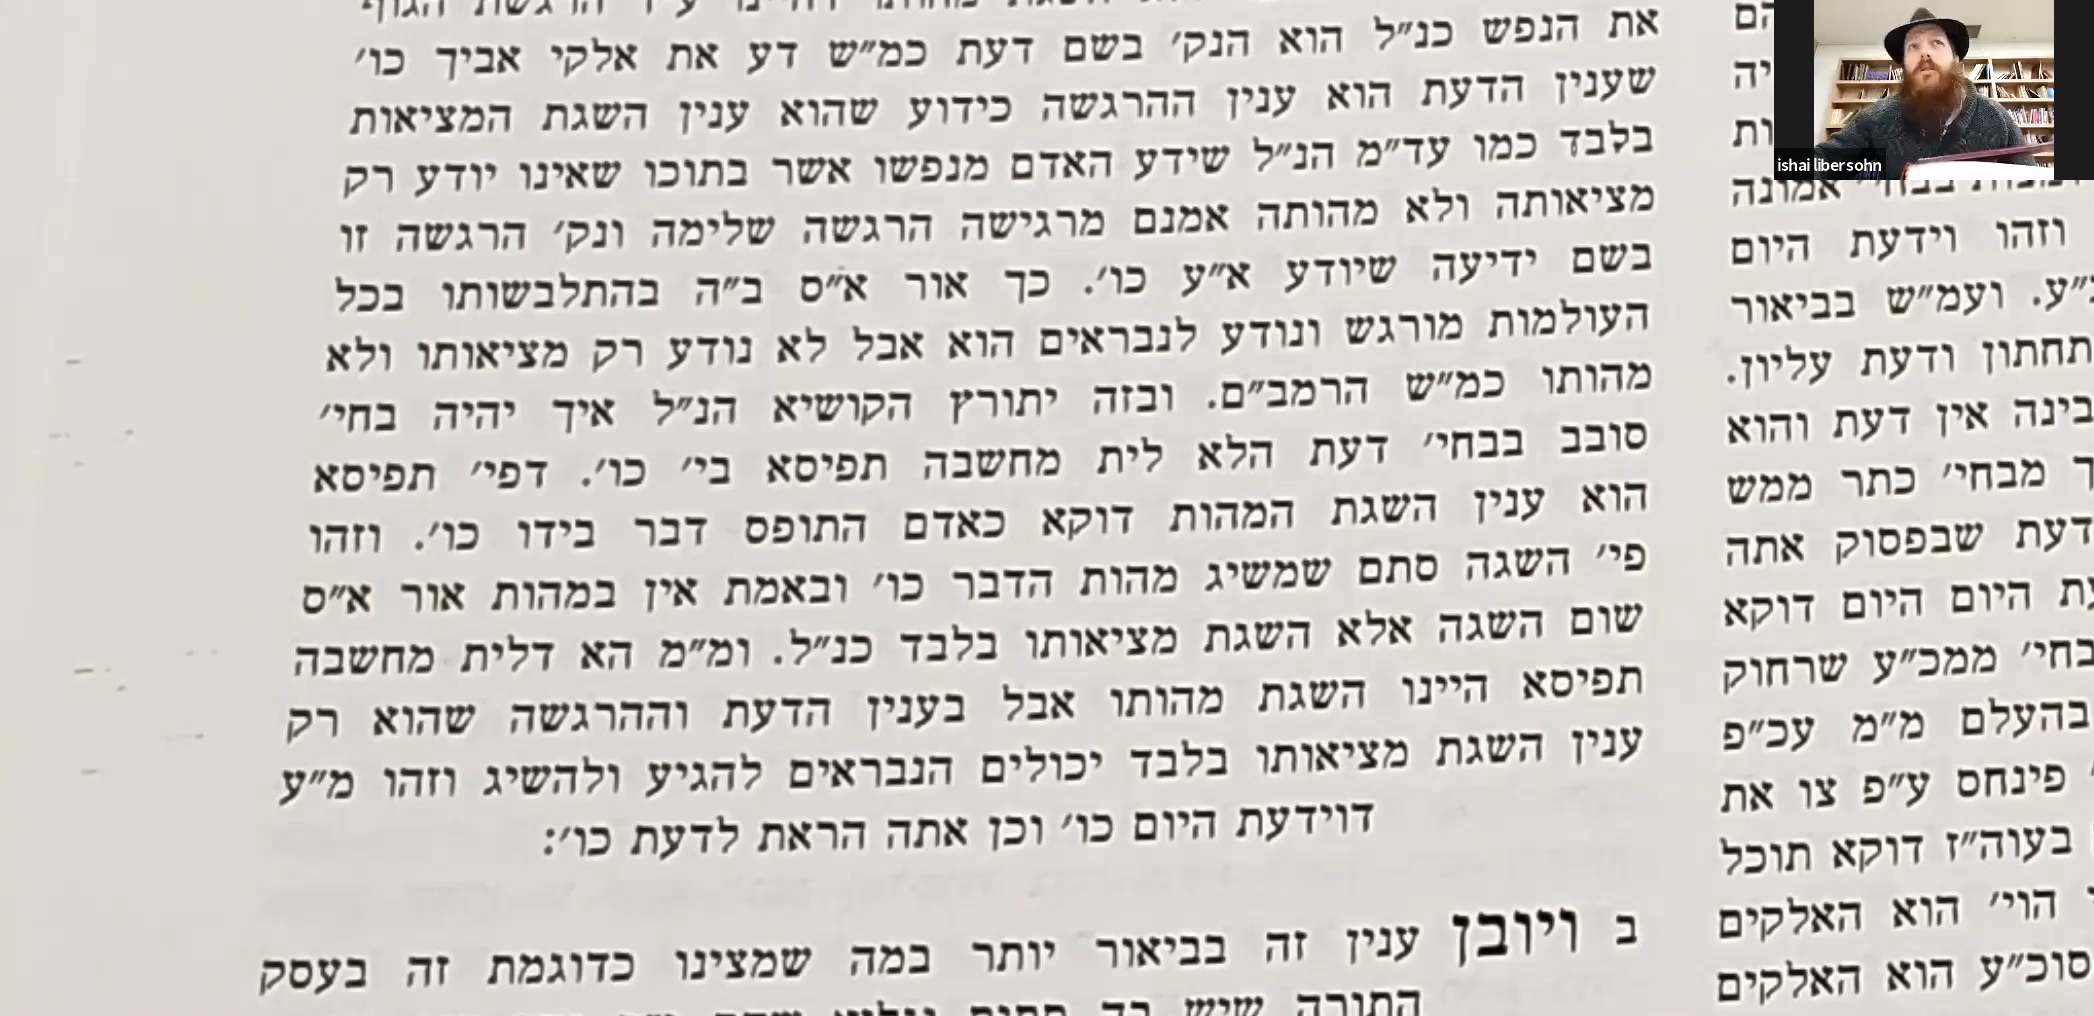 את הנפש כנ״ל הוא הנק׳ בשם דעת כמ״ש דע את אלקי אביך כו׳
שענין הדעת הוא ענין ההרגשה כידוע שהוא ענין השגת המציאות
בלבד כמו עד״מ הנ״ל שידע האדם מנפשו אשר בתוכו שאינו יודע רק
מציאותה ולא מהותה אמנם מרגישה הרגשה שלימה ונק׳ הרגשה זו
בשם ידיעה שיודע א״ע כו׳. כך אור א״ס ב״ה בהתלבשותו בכל
העולמות מורגש ונודע לנבראים הוא אבל לא נודע רק מציאותו ולא
מהותו כמ״ש הרמב״ם. ובזה יתורץ הקושיא הנ״ל איך יהיה בחי׳
סובב בבחי׳ דעת הלא לית מחשבה תפיסא בי׳ כו׳. דפי׳ תפיסא
הוא ענין השגת המהות דוקא כאדם התופס דבר בידו כו׳. וזהו
פי׳ השגה סתם שמשיג מהות הדבר כו׳ ובאמת אין במהות אור א״ס
שום השגה אלא השגת מציאותו בלבד כנ״ל. ומ״מ הא דלית מחשבה
תפיסא היינו השגת מהותו אבל בענין הדעת וההרגשה שהוא רק
ענין השגת מציאותו בלבד יכולים הנבראים להגיע ולהשיג וזהו מ״ע
דוידעת היום כו׳ וכן אתה הראת לדעת כו׳:
ב ויובן ענין זה בביאור יותר במה שמצינו כדוגמת זה בעסק
התורה שיש בה
הם
יה
ות
אמונה
וזהו וידעת היום
ועמ״ש בביאור
תחתון ודעת עליון.
בינה אין דעת והוא
ך מבחי׳ כתר ממש
דעת שבפסוק אתה
ת היום היום דוקא
בחי׳ ממכ״ע שרחוק
בהעלם מ״מ עכ״פ
פינחס ע״פ צו את
בעוה״ז דוקא תוכל
הוי׳ הוא האלקים
סוכ״ע הוא האלקים
ishai libersohn